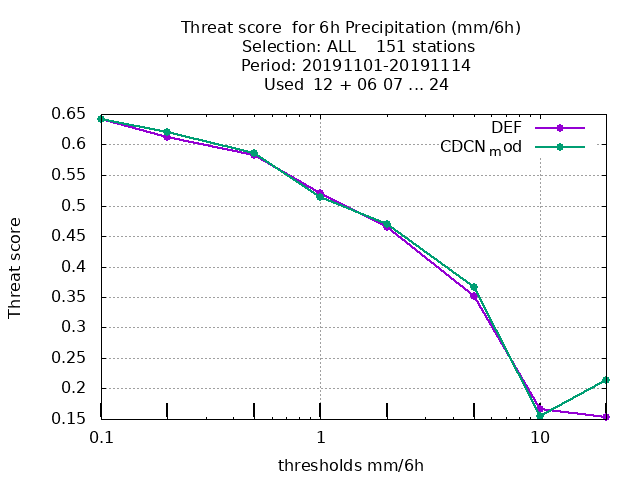 Threat score  for 6h Precipitation (mm/6h)
Selection: ALL    151 stations
Period: 20191101-20191114
Used  12 + 06 07 ... 24
DEF
CDCNmod
0.65
0.6
0.55
0.5
0.45
0.4
0.35
0.3
0.25
0.2
0.15
Threat score
0.1
1
10
thresholds mm/6h